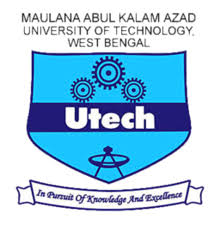 MAULANA ABUL KALAM AZAD
UNIVERSITY OF TECHNOLOGY,
WEST BENGAL
Utech
In Pursuit Of Knowledge And Excellence